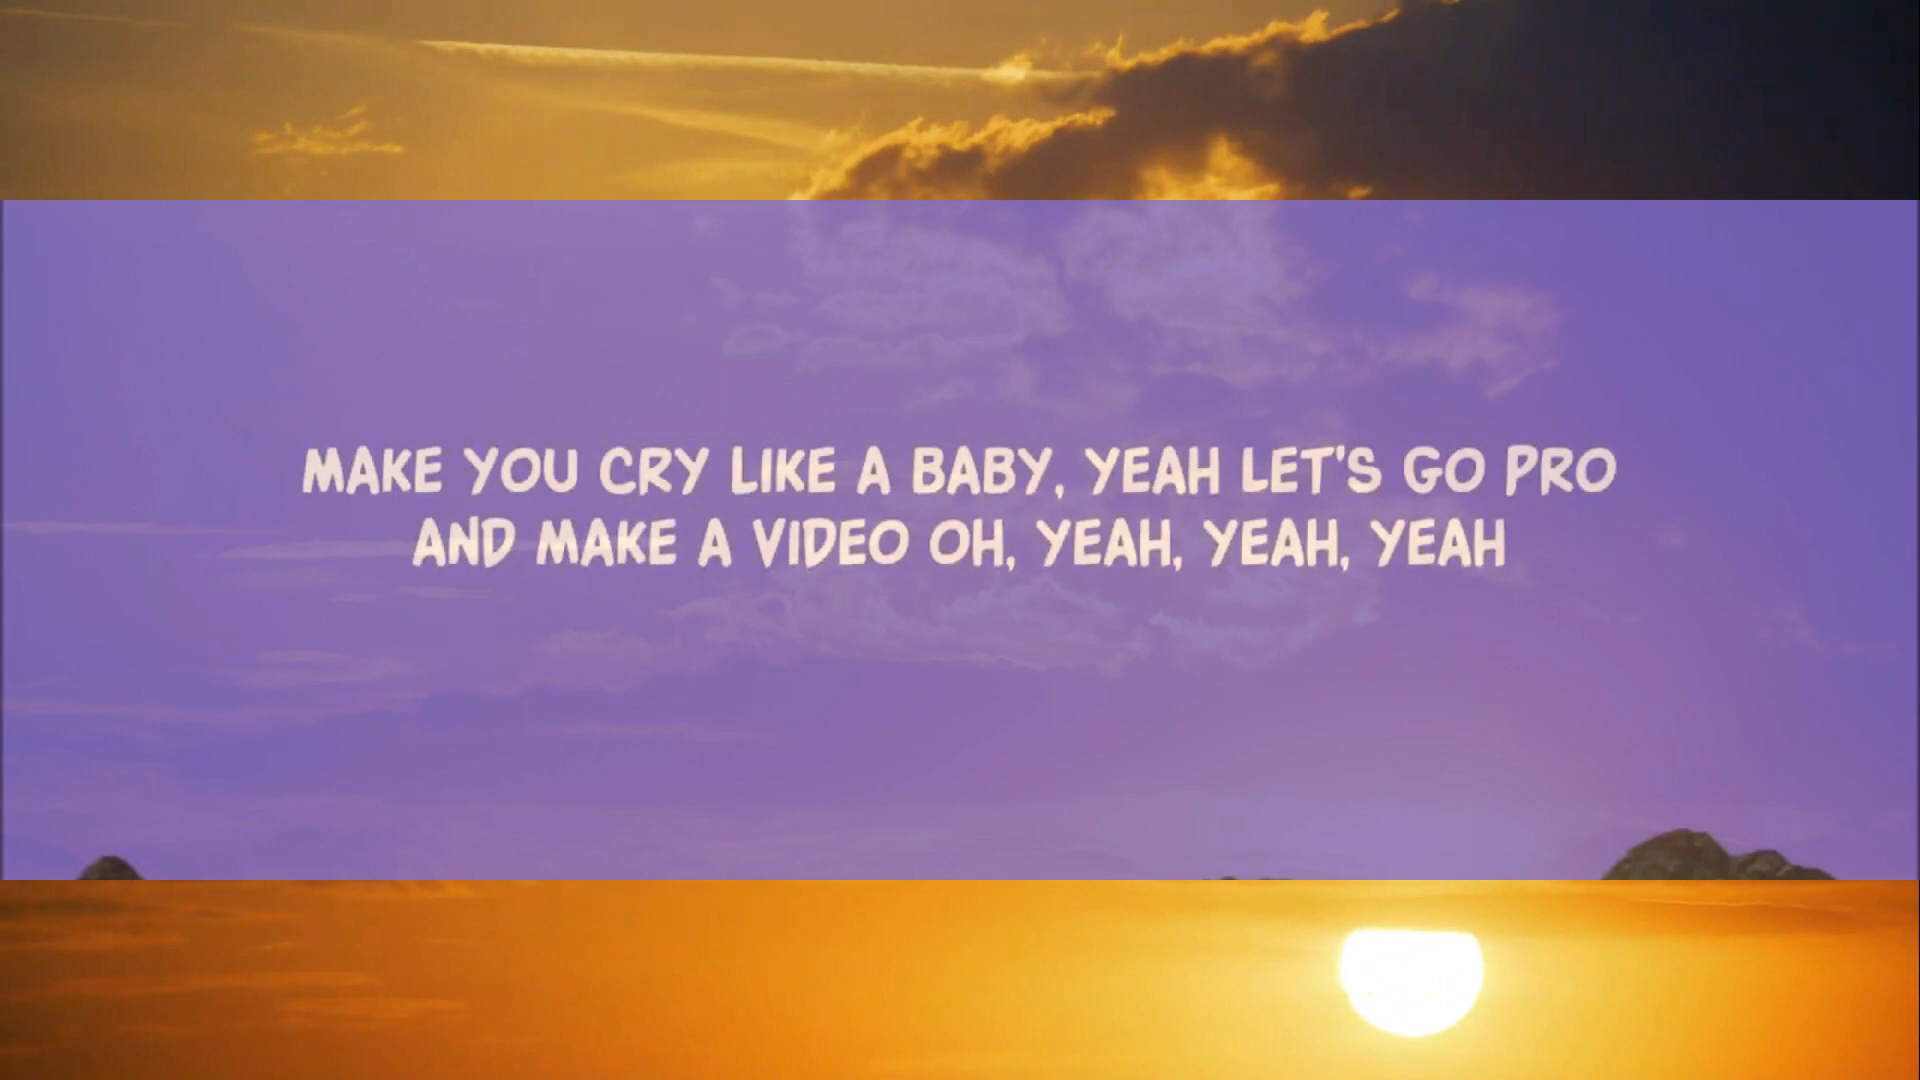 MAKE YOU CRY LIKE A BABY, YEAH LET'S GO PRO
AND MAKE A VIDEO OH, YEAH, YEAH, YEAH